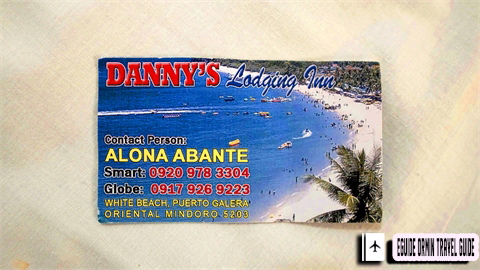 DANNY'S Lodging Inn
Contact Person:
ALONA ABANTE
Smart: 0920 978 3304
Globe: 0917 926 9223
WHITE BEACH, PUERTO GALERA
ORIENTAL MINDORO 5203
EGUIDE ORMIN TRAVEL GUIDE